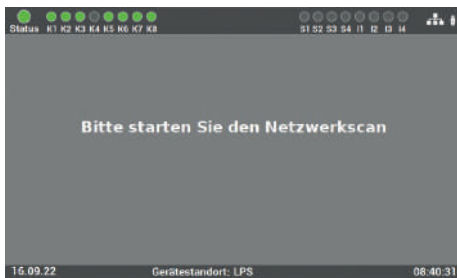 Status K1 K2 K3 K4 K5 K6 K7 K8 S1 S2 S3 S4 I1 I2 I3 I4
Bitte starten Sie den Netzwerkscan
16.09.22 Gerätestandort: LPS 08:40:31